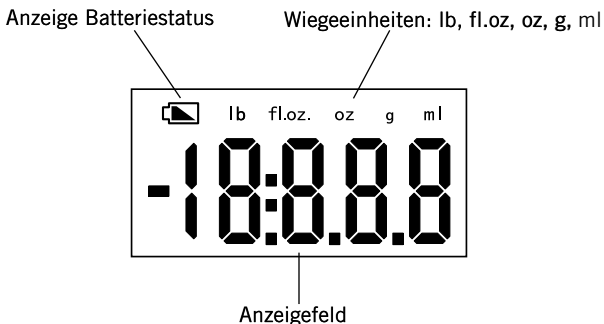 Anzeige Batteriestatus
Wiegeeinheiten: lb, fl.oz, oz, g, ml
lb fl.oz. oz g ml
-18:8.8.8
Anzeigefeld